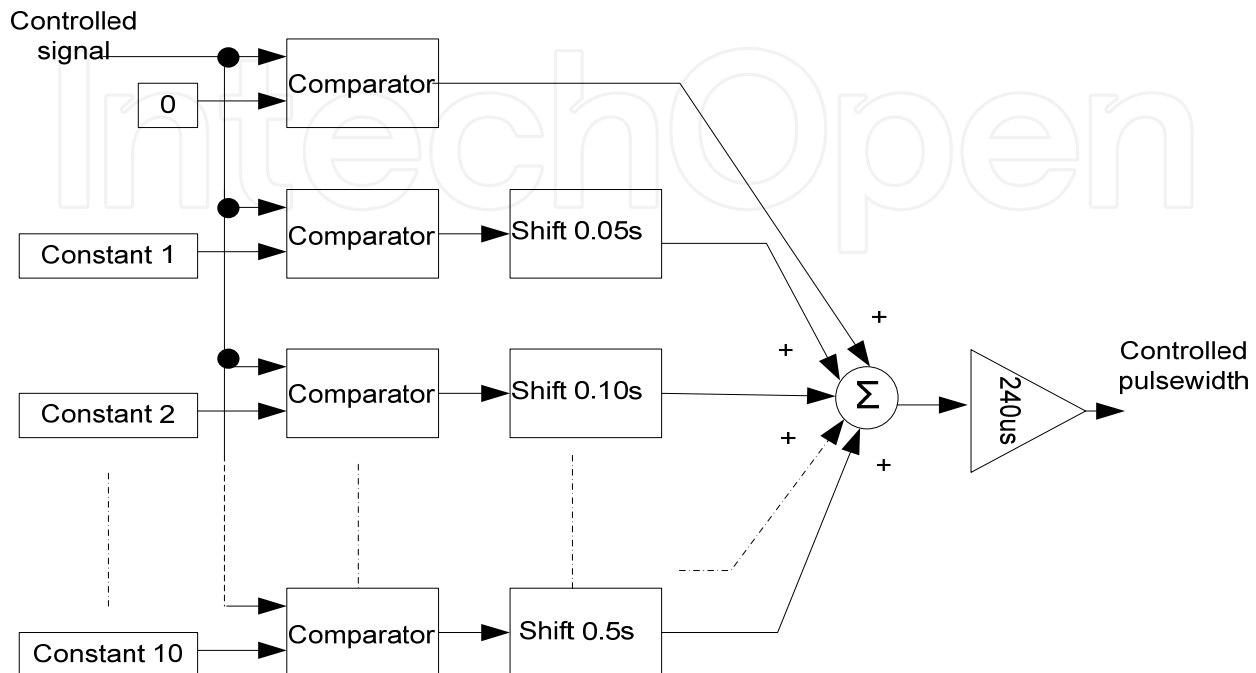 Controlled
signal
0
Comparator
IntechOpen
Constant 1
Comparator
Shift 0.05s
+
+
Constant 2
Comparator
Shift 0.10s
Σ
240us
Controlled
pulsewidth
+
+
Constant 10
Comparator
Shift 0.5s